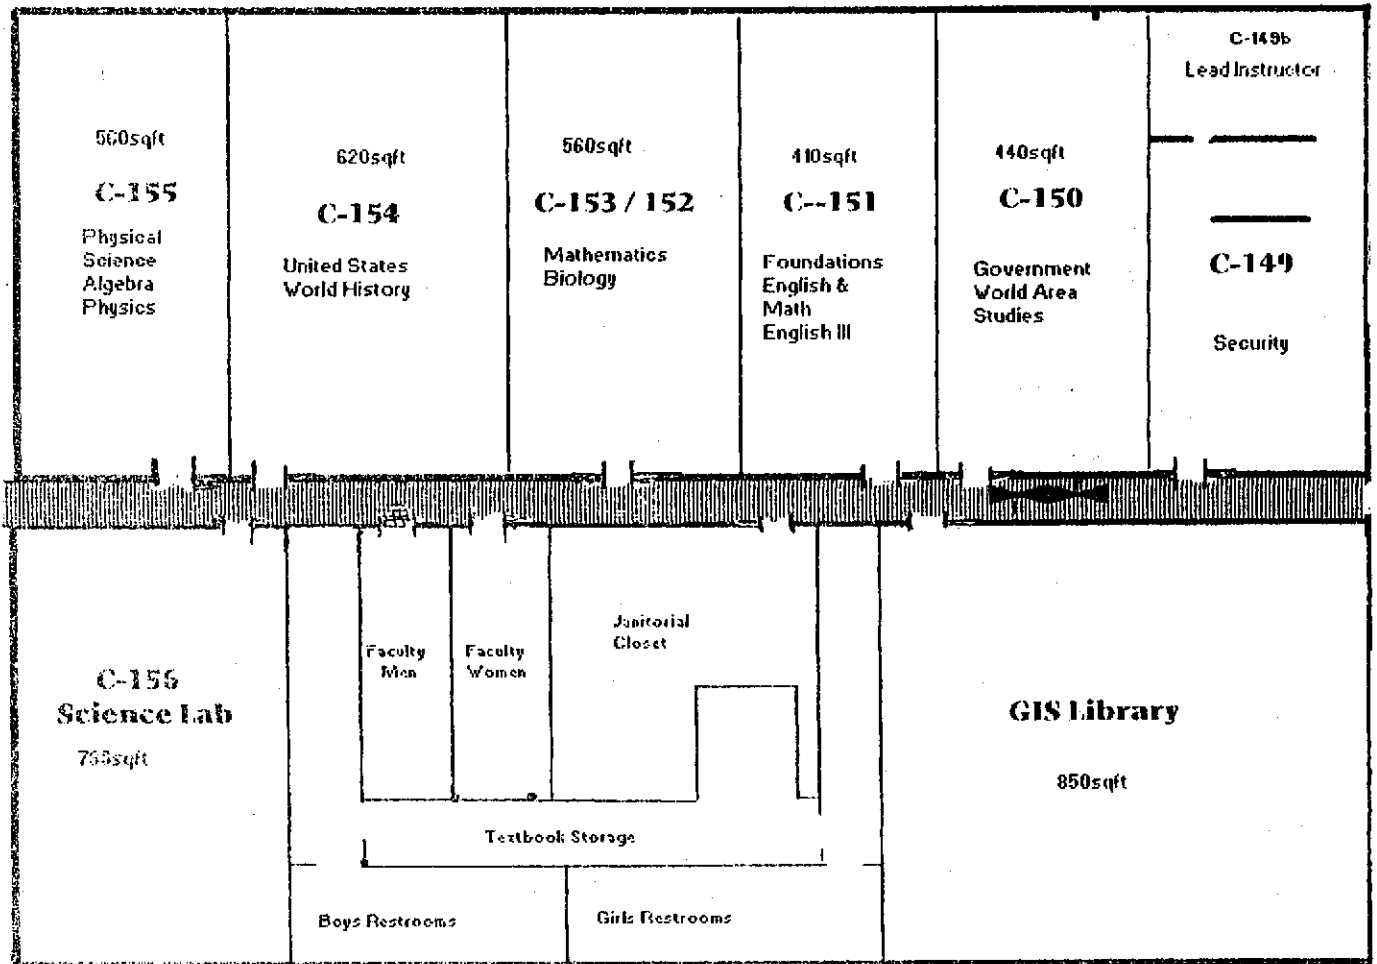 560sqft
C-155
Physical
Science
Algebra
Physics
620sqft
C-154
United States
World History
560sqft
C-153 / 152
Mathematics
Biology
410sqft
C--151
Foundations
English &
Math
English III
440sqft
C-150
Government
World Area
Studies
C-149b
Lead Instructor
C-149
Security
C-156
Science Lab
Faculty
Men
Faculty
Women
Janitorial
Closet
Textbook Storage
Boys Restrooms
Girls Restrooms
GIS Library
850sqft